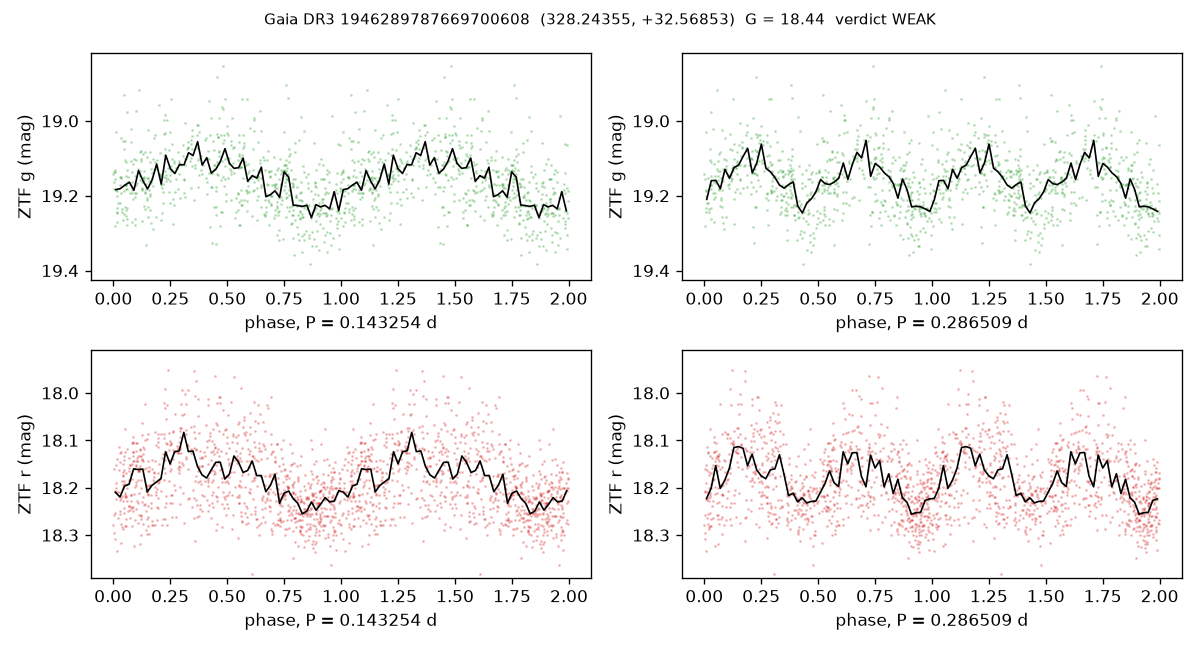 Gaia DR3 1946289787669700608  (328.24355, +32.56853)  G = 18.44  verdict WEAK
ZTF g (mag)
19.0
19.2
19.4
0.00 0.25 0.50 0.75 1.00 1.25 1.50 1.75 2.00
phase, P = 0.143254 d
ZTF g (mag)
19.0
19.2
19.4
0.00 0.25 0.50 0.75 1.00 1.25 1.50 1.75 2.00
phase, P = 0.286509 d
ZTF r (mag)
18.0
18.1
18.2
18.3
0.00 0.25 0.50 0.75 1.00 1.25 1.50 1.75 2.00
phase, P = 0.143254 d
ZTF r (mag)
18.0
18.1
18.2
18.3
0.00 0.25 0.50 0.75 1.00 1.25 1.50 1.75 2.00
phase, P = 0.286509 d